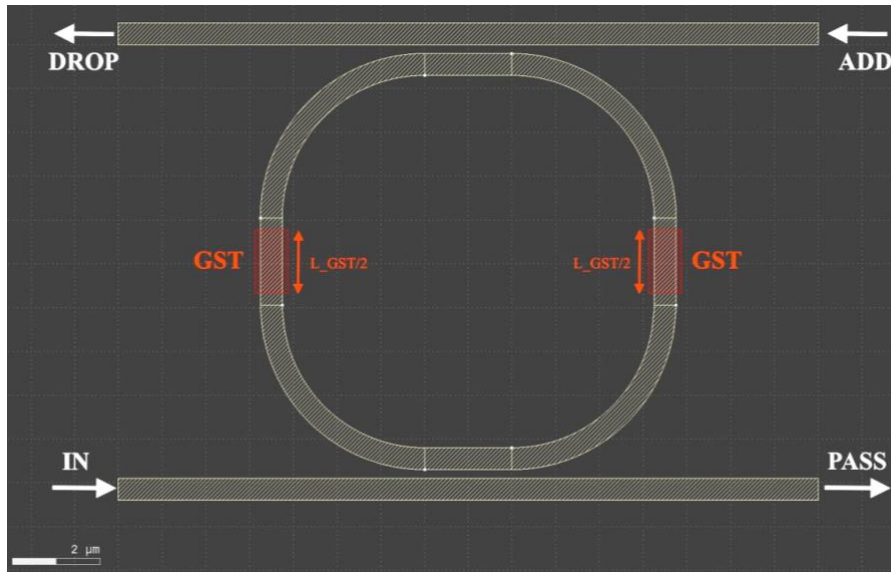 DROP
ADD
GST
L_GST/2
L_GST/2
GST
IN
PASS
2 µm